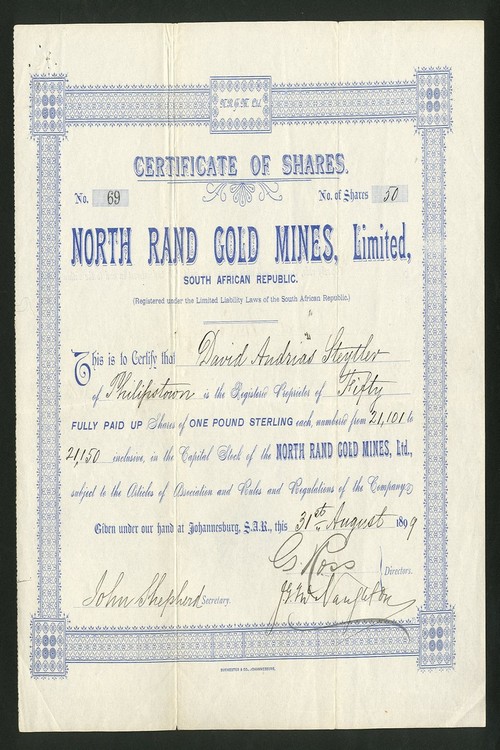 N.R.G.M. Ltd.
CERTIFICATE OF SHARES.
No. 69 No. of Shares 50
NORTH RAND GOLD MINES, Limited,
SOUTH AFRICAN REPUBLIC.
(Registered under the Limited Liability Laws of the South African Republic.)
This is to Certify that David Andrias Steytler
of Philipstown is the Registered Proprietor of Fifty
FULLY PAID UP Shares of ONE POUND STERLING each, numbered from 21,101 to
21,150 inclusive, in the Capital Stock of the NORTH RAND GOLD MINES, Ltd.,
subject to the Articles of Association and Rules and Regulations of the Company.
Given under our hand at Johannesburg, S.A.R., this 31st August 1899
G. Ross
Directors.
John Shepherd Secretary.